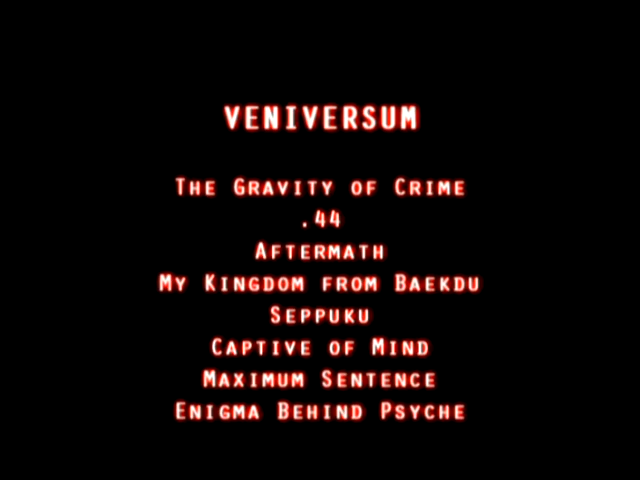 VENIVERSUM
The Gravity of Crime
.44
Aftermath
My Kingdom from Baekdu
Seppuku
Captive of Mind
Maximum Sentence
Enigma Behind Psyche